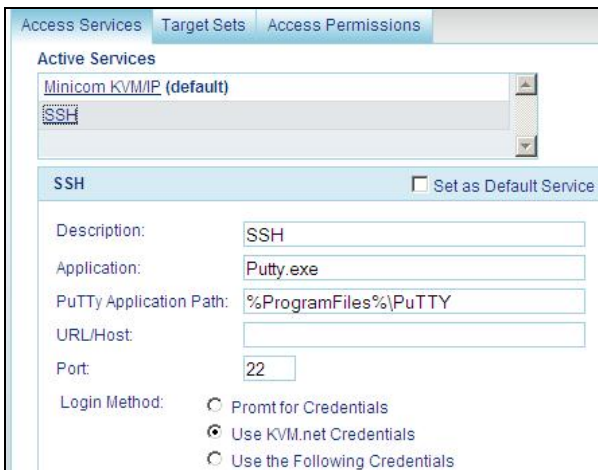 Access Services Target Sets Access Permissions
Active Services
Minicom KVM/IP (default)
SSH
SSH Set as Default Service
Description: SSH
Application: Putty.exe
PuTTy Application Path: %ProgramFiles%\PuTTY
URL/Host:
Port: 22
Login Method: Promt for Credentials
Use KVM.net Credentials
Use the Following Credentials